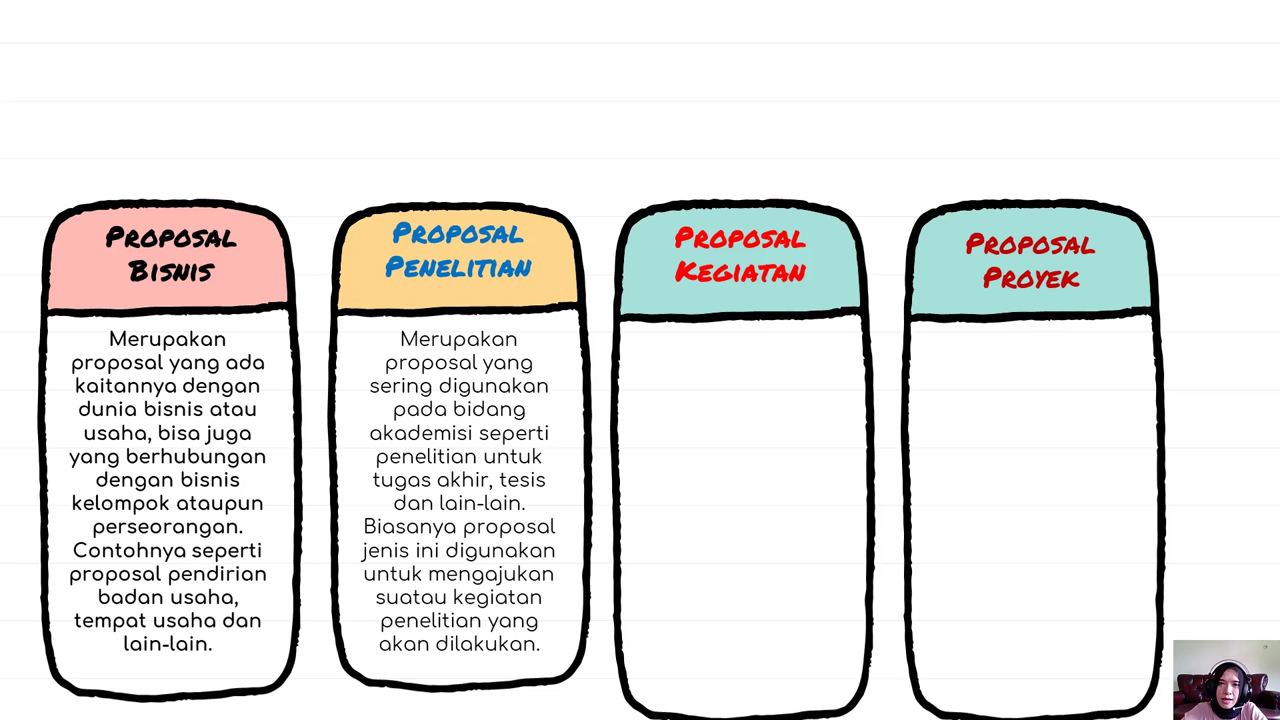 PROPOSAL
BISNIS
Merupakan
proposal yang ada
kaitannya dengan
dunia bisnis atau
usaha, bisa juga
yang berhubungan
dengan bisnis
kelompok ataupun
perseorangan.
Contohnya seperti
proposal pendirian
badan usaha,
tempat usaha dan
lain-lain.
PROPOSAL
PENELITIAN
Merupakan
proposal yang
sering digunakan
pada bidang
akademisi seperti
penelitian untuk
tugas akhir, tesis
dan lain-lain.
Biasanya proposal
jenis ini digunakan
untuk mengajukan
suatau kegiatan
penelitian yang
akan dilakukan.
PROPOSAL
KEGIATAN
PROPOSAL
PROYEK